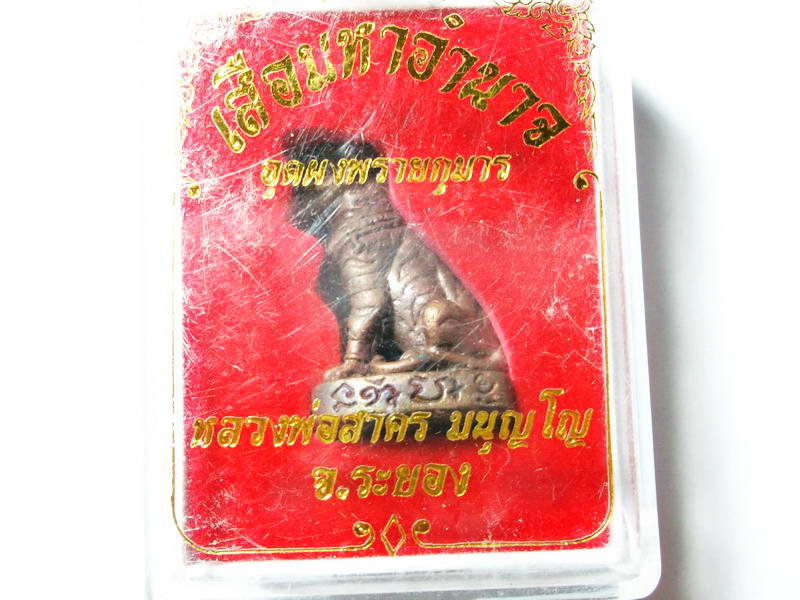 เสือมหาอำนาจ
อุดผงพรายกุมาร
หลวงพ่อสาคร มนุญโญ
จ.ระยอง